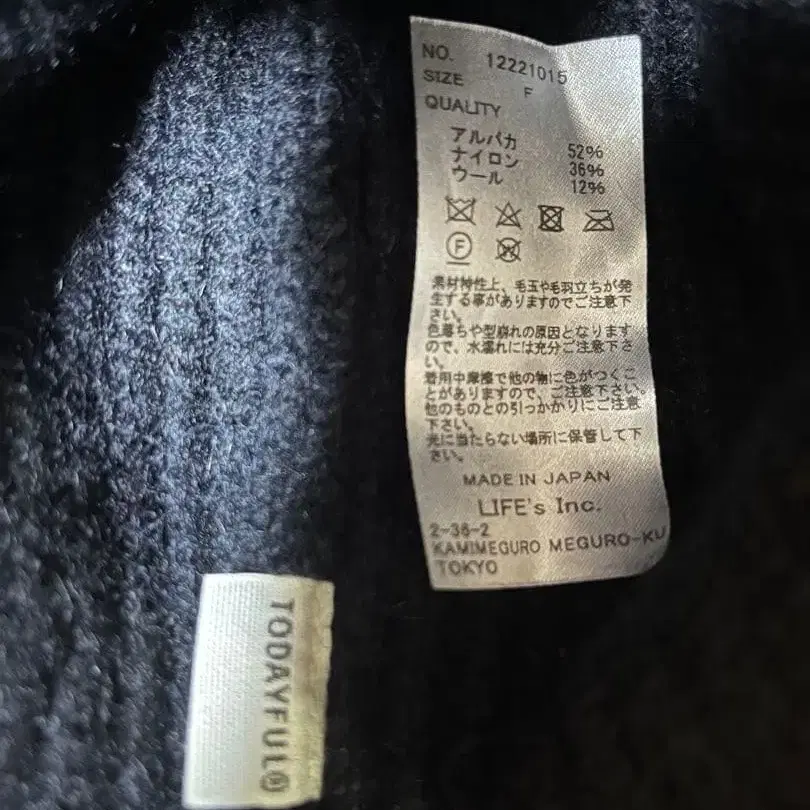 NO. 12221015
SIZE F
QUALITY
アルパカ 52%
ナイロン 36%
ウール 12%
F
素材特性上、毛玉や毛羽立ちが発
生する事がありますのでご注意下
さい。
色落ちや型崩れの原因となります
ので、水濡れには充分ご注意下さ
い。
着用中摩擦で他の物に色がつくこ
とがありますので、ご注意下さい。
他のものとの引っかかりにご注意
下さい。
光に当たらない場所に保管して下
さい。
MADE IN JAPAN
LIFE's Inc.
2-36-2
KAMIMEGURO MEGURO-KU
TOKYO
TODAYFUL®